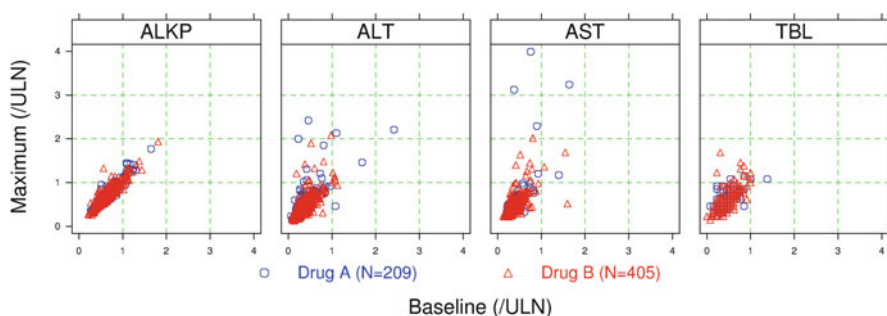 ALKP ALT AST TBL
Maximum (/ULN)
4
3
2
1
0
0 1 2 3 4 0 1 2 3 4 0 1 2 3 4 0 1 2 3 4
Drug A (N=209) Drug B (N=405)
Baseline (/ULN)